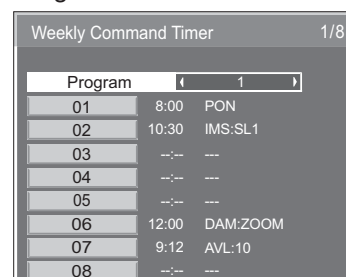 Weekly Command Timer 1/8
Program 1
01 8:00 PON
02 10:30 IMS:SL1
03 --:-- ---
04 --:-- ---
05 --:-- ---
06 12:00 DAM:ZOOM
07 9:12 AVL:10
08 --:-- ---